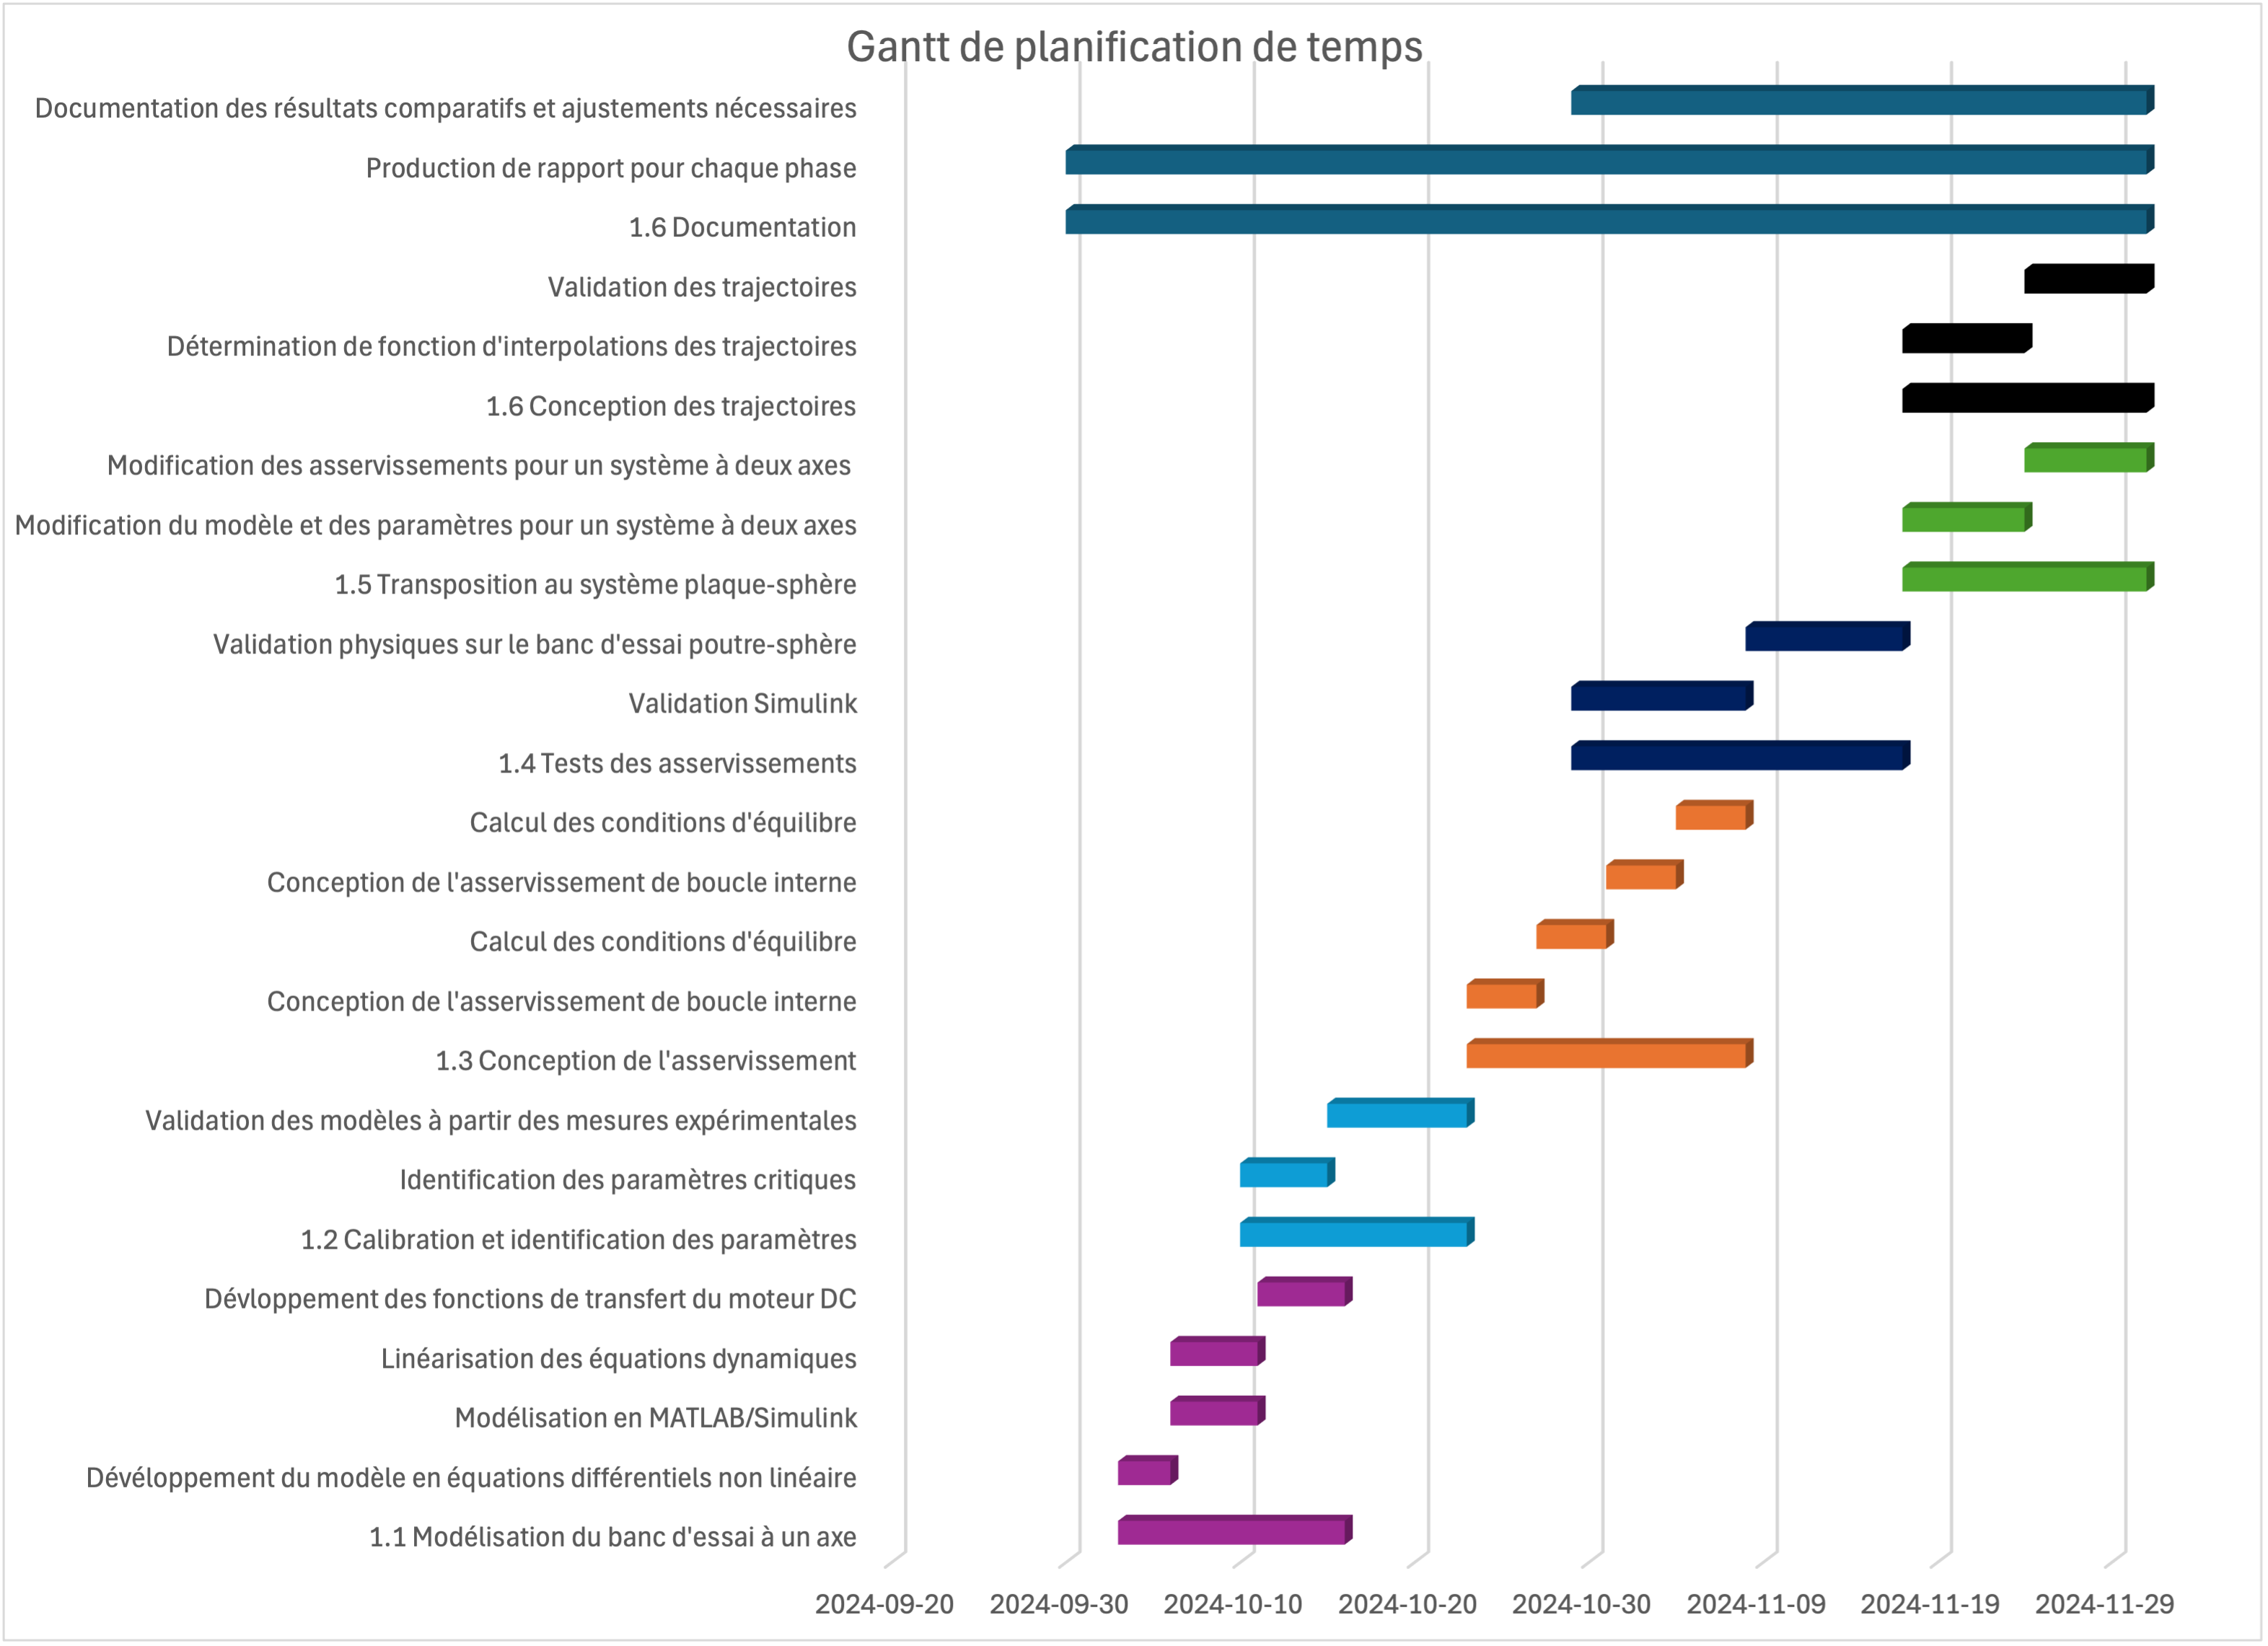 Gantt de planification de temps
Documentation des résultats comparatifs et ajustements nécessaires
Production de rapport pour chaque phase
1.6 Documentation
Validation des trajectoires
Détermination de fonction d'interpolations des trajectoires
1.6 Conception des trajectoires
Modification des asservissements pour un système à deux axes
Modification du modèle et des paramètres pour un système à deux axes
1.5 Transposition au système plaque-sphère
Validation physiques sur le banc d'essai poutre-sphère
Validation Simulink
1.4 Tests des asservissements
Calcul des conditions d'équilibre
Conception de l'asservissement de boucle interne
Calcul des conditions d'équilibre
Conception de l'asservissement de boucle interne
1.3 Conception de l'asservissement
Validation des modèles à partir des mesures expérimentales
Identification des paramètres critiques
1.2 Calibration et identification des paramètres
Dévloppement des fonctions de transfert du moteur DC
Linéarisation des équations dynamiques
Modélisation en MATLAB/Simulink
Dévéloppement du modèle en équations différentiels non linéaire
1.1 Modélisation du banc d'essai à un axe
2024-09-20 2024-09-30 2024-10-10 2024-10-20 2024-10-30 2024-11-09 2024-11-19 2024-11-29